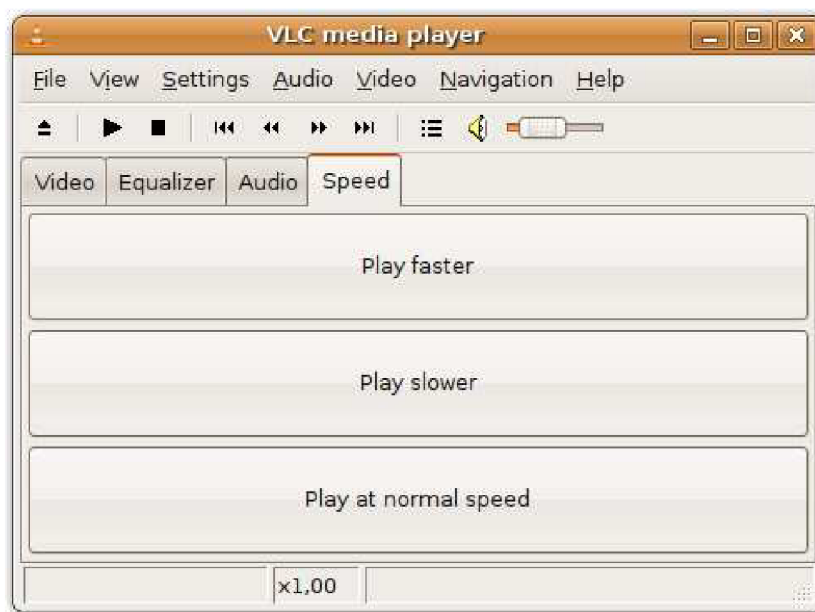 VLC media player
File View Settings Audio Video Navigation Help
Video Equalizer Audio Speed
Play faster
Play slower
Play at normal speed
x1,00